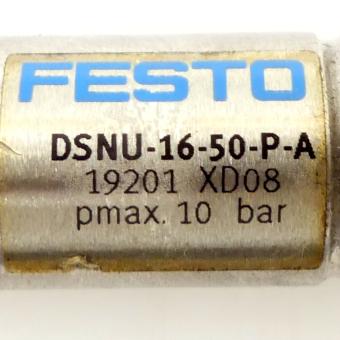 FESTO
DSNU-16-50-P-A
19201 XD08
pmax. 10 bar